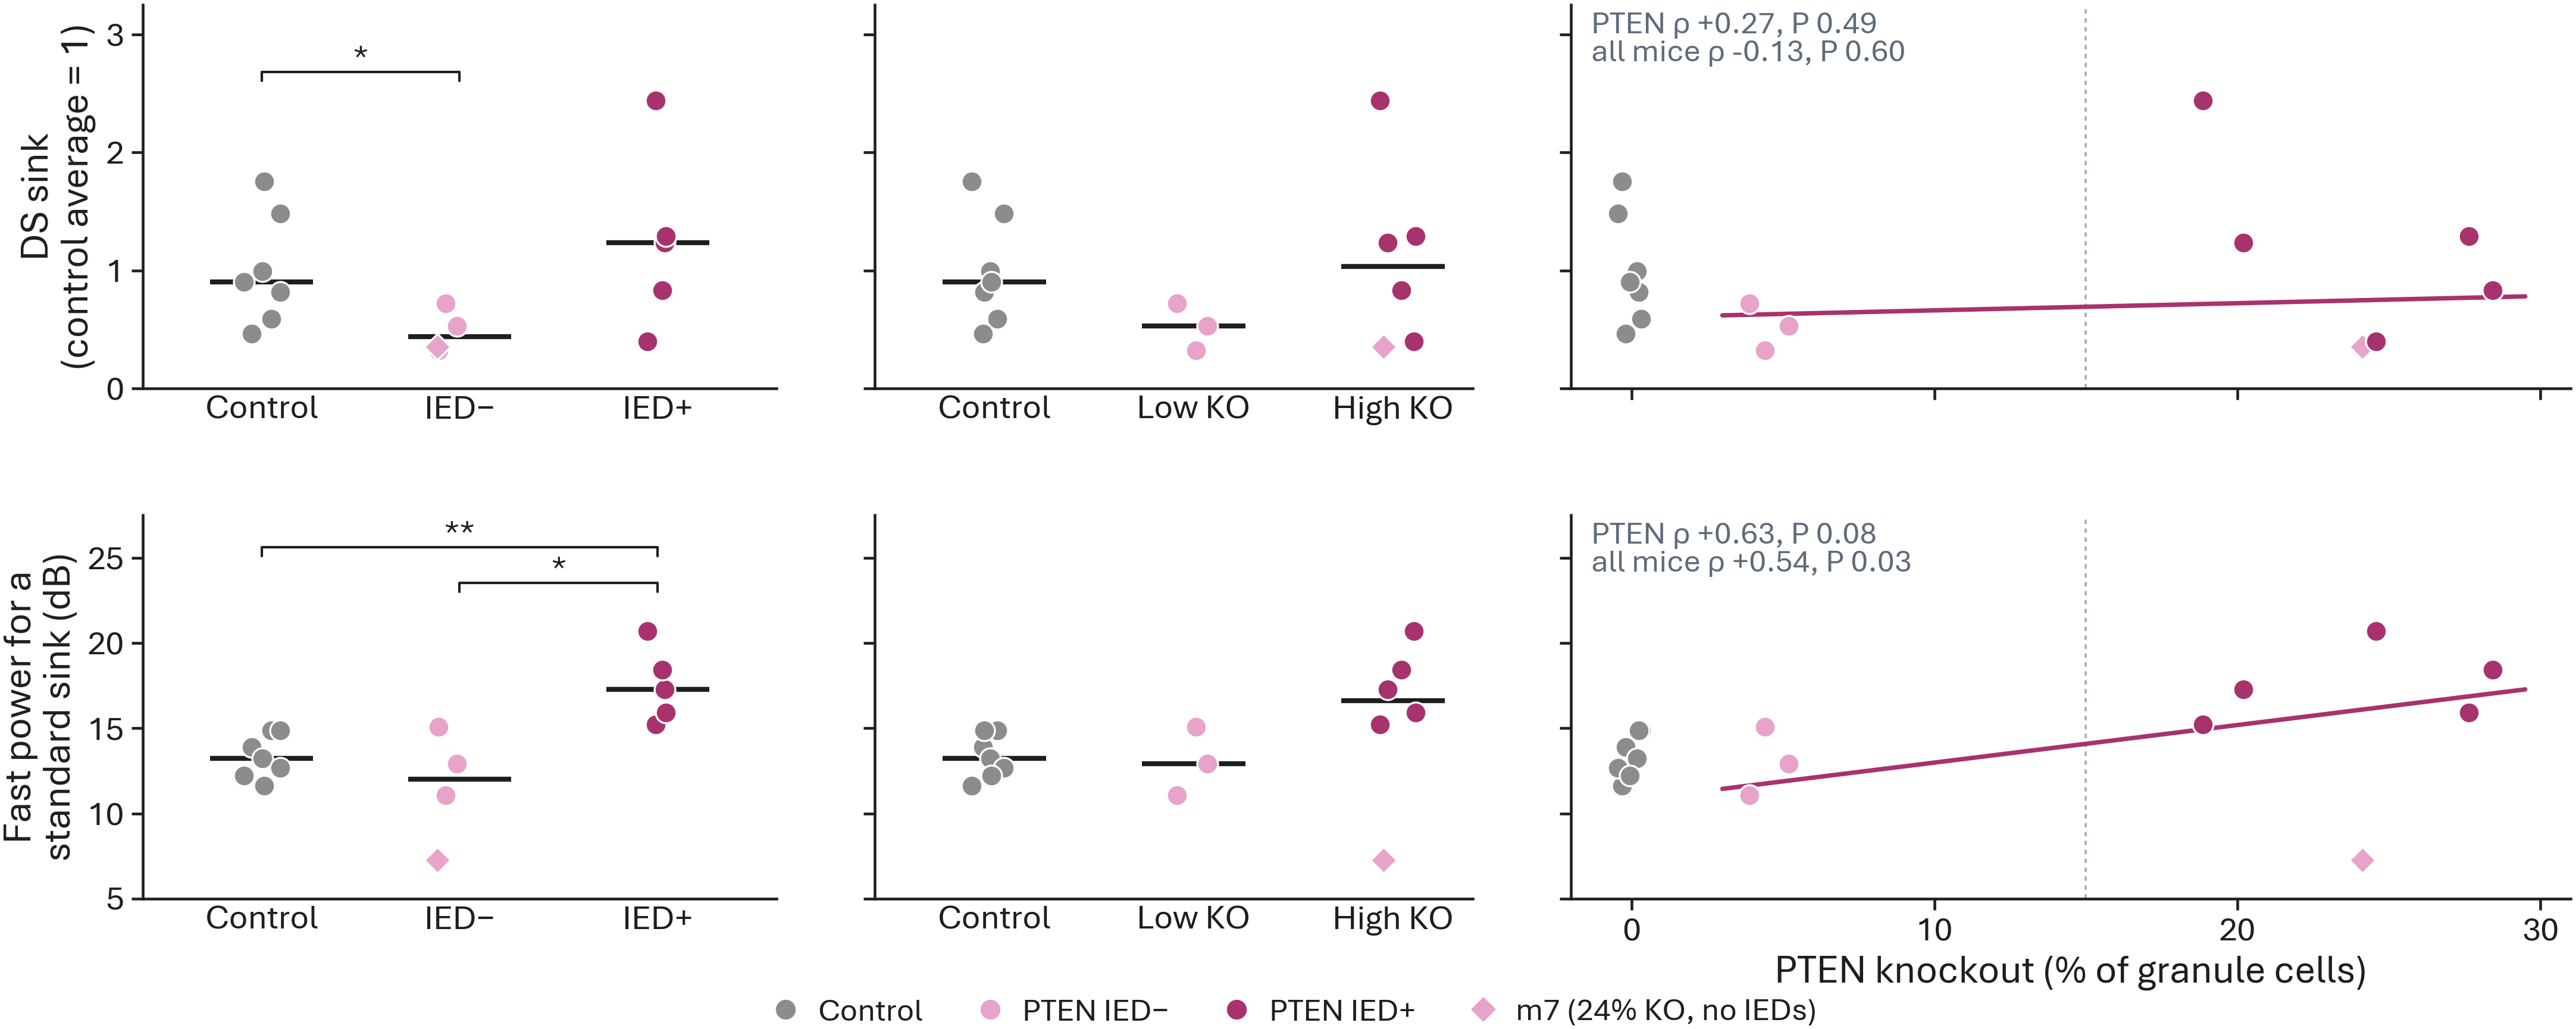 DS sink
(control average = 1)
3
2
1
0
*
Control
IED−
IED+
Control
Low KO
High KO
PTEN ρ +0.27, P 0.49
all mice ρ -0.13, P 0.60
Fast power for a
standard sink (dB)
25
20
15
10
5
**
*
Control
IED−
IED+
Control
Low KO
High KO
PTEN ρ +0.63, P 0.08
all mice ρ +0.54, P 0.03
0
10
20
30
PTEN knockout (% of granule cells)
Control
PTEN IED−
PTEN IED+
m7 (24% KO, no IEDs)